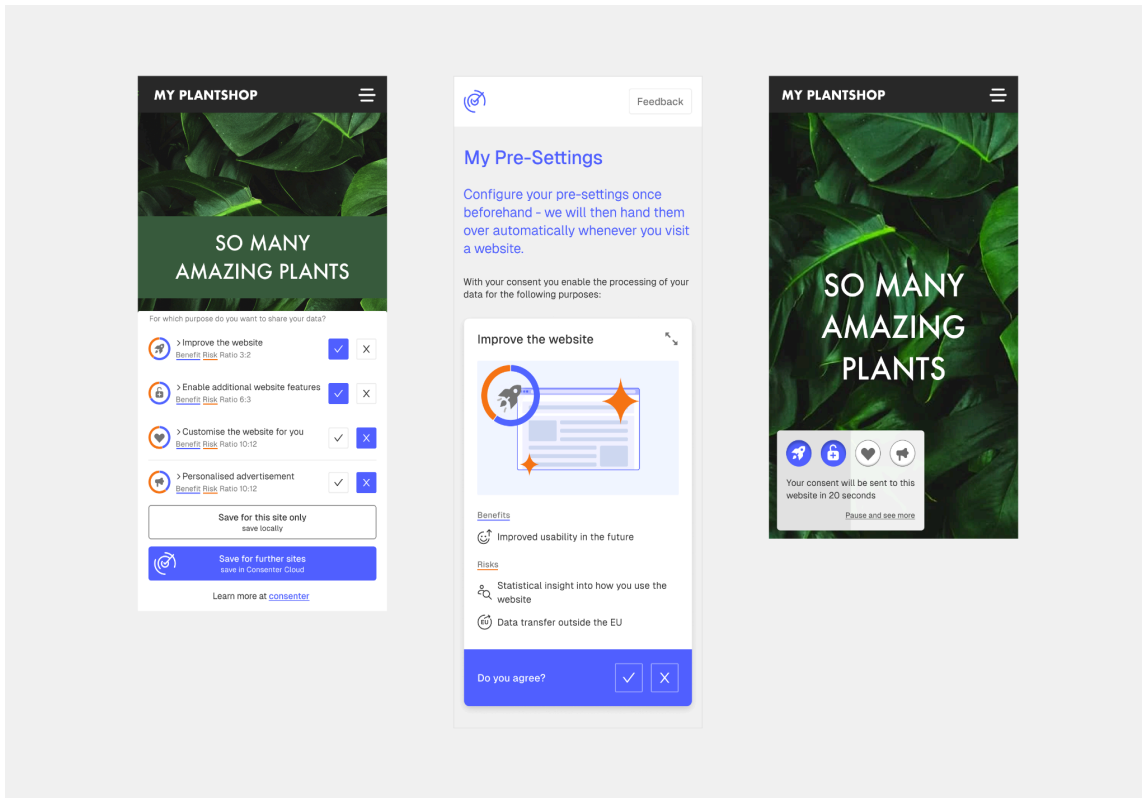 MY PLANTSHOP
SO MANY
AMAZING PLANTS
For which purpose do you want to share your data?
Improve the website
Benefit Risk Ratio 3:2
X
Enable additional website features
Benefit Risk Ratio 6:3
X
Customise the website for you
Benefit Risk Ratio 10:12
X
Personalised advertisement
Benefit Risk Ratio 10:12
X
Save for this site only
save locally
Save for further sites
save in Consenter Cloud
Learn more at consenter
Feedback
My Pre-Settings
Configure your pre-settings once
beforehand - we will then hand them
over automatically whenever you visit
a website.
With your consent you enable the processing of your
data for the following purposes:
Improve the website
Benefits
Improved usability in the future
Risks
Statistical insight into how you use the
website
EU
Data transfer outside the EU
Do you agree?
X
MY PLANTSHOP
SO MANY
AMAZING
PLANTS
Your consent will be sent to this
website in 20 seconds
Pause and see more